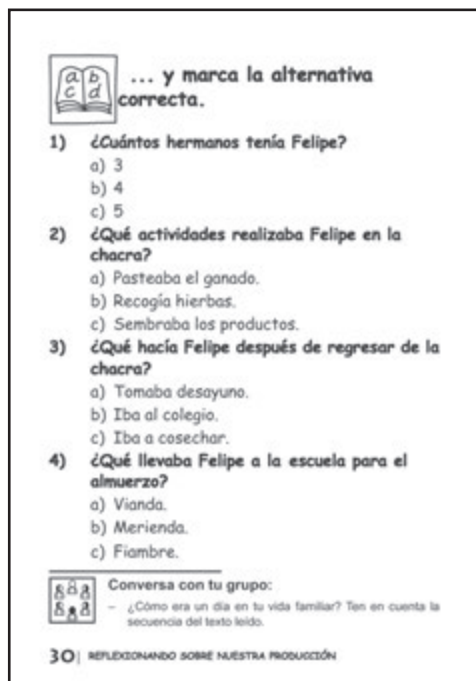 a b
c d
... y marca la alternativa
correcta.
1) ¿Cuántos hermanos tenía Felipe?
a) 3
b) 4
c) 5
2) ¿Qué actividades realizaba Felipe en la
chacra?
a) Pasteaba el ganado.
b) Recogía hierbas.
c) Sembraba los productos.
3) ¿Qué hacía Felipe después de regresar de la
chacra?
a) Tomaba desayuno.
b) Iba al colegio.
c) Iba a cosechar.
4) ¿Qué llevaba Felipe a la escuela para el
almuerzo?
a) Vianda.
b) Merienda.
c) Fiambre.
Conversa con tu grupo:
– ¿Cómo era un día en tu vida familiar? Ten en cuenta la
secuencia del texto leído.
30| REFLEXIONANDO SOBRE NUESTRA PRODUCCIÓN